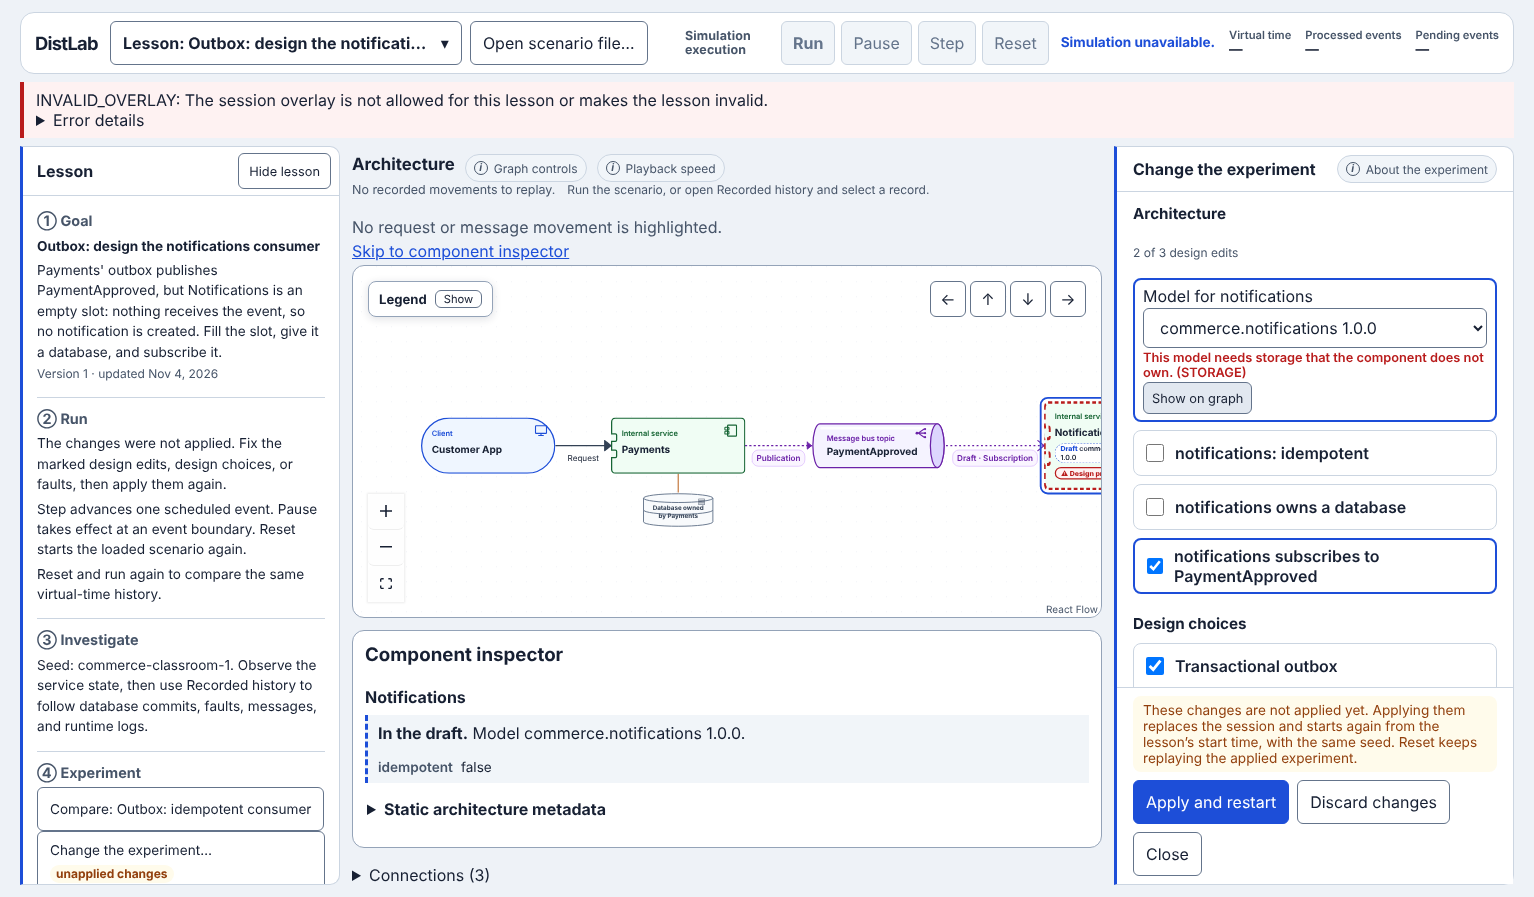 DistLab
Lesson: Outbox: design the notificati...
Open scenario file...
Simulation
execution
Run
Pause
Step
Reset
Simulation unavailable.
Virtual time
—
Processed events
—
Pending events
—
INVALID_OVERLAY: The session overlay is not allowed for this lesson or makes the lesson invalid.
Error details
Lesson
Hide lesson
1 Goal
Outbox: design the notifications consumer
Payments' outbox publishes
PaymentApproved, but Notifications is an
empty slot: nothing receives the event, so
no notification is created. Fill the slot, give it
a database, and subscribe it.
Version 1 · updated Nov 4, 2026
2 Run
The changes were not applied. Fix the
marked design edits, design choices, or
faults, then apply them again.
Step advances one scheduled event. Pause
takes effect at an event boundary. Reset
starts the loaded scenario again.
Reset and run again to compare the same
virtual-time history.
3 Investigate
Seed: commerce-classroom-1. Observe the
service state, then use Recorded history to
follow database commits, faults, messages,
and runtime logs.
4 Experiment
Compare: Outbox: idempotent consumer
Change the experiment...
unapplied changes
Architecture
Graph controls
Playback speed
No recorded movements to replay. Run the scenario, or open Recorded history and select a record.
No request or message movement is highlighted.
Skip to component inspector
Legend
Show
Client
Customer App
Request
Internal service
Payments
Database owned
by Payments
Publication
Message bus topic
PaymentApproved
Draft · Subscription
Internal servi
Notificati
Draft comm
1.0.0
Design p
React Flow
Component inspector
Notifications
In the draft. Model commerce.notifications 1.0.0.
idempotent false
Static architecture metadata
Connections (3)
Change the experiment
About the experiment
Architecture
2 of 3 design edits
Model for notifications
commerce.notifications 1.0.0
This model needs storage that the component does not
own. (STORAGE)
Show on graph
notifications: idempotent
notifications owns a database
notifications subscribes to
PaymentApproved
Design choices
Transactional outbox
These changes are not applied yet. Applying them
replaces the session and starts again from the
lesson's start time, with the same seed. Reset keeps
replaying the applied experiment.
Apply and restart
Discard changes
Close